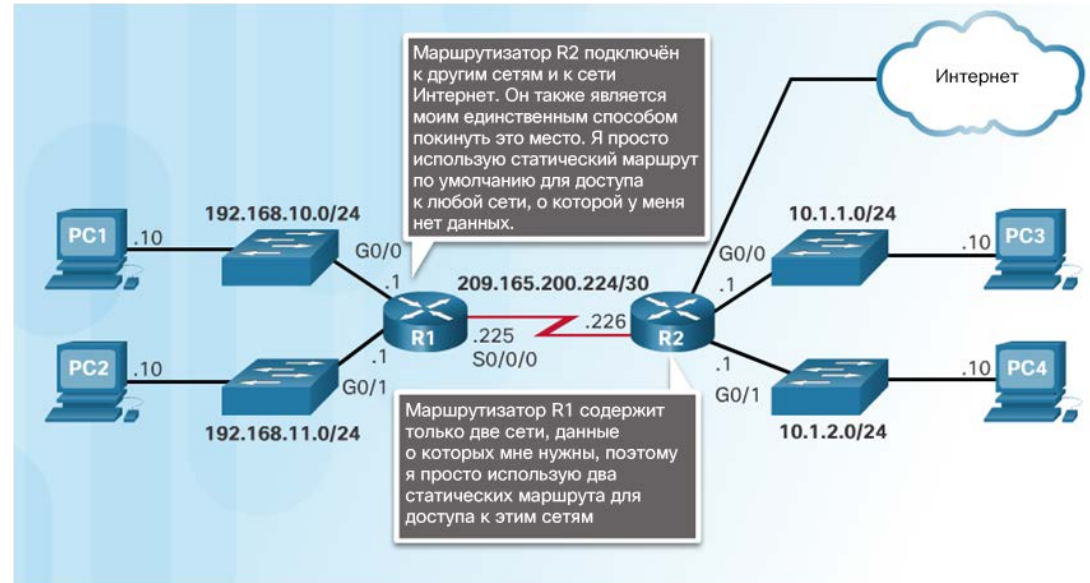 Маршрутизатор R2 подключён
к другим сетям и к сети
Интернет. Он также является
моим единственным способом
покинуть это место. Я просто
использую статический маршрут
по умолчанию для доступа
к любой сети, о которой у меня
нет данных.
Интернет
192.168.10.0/24
10.1.1.0/24
PC1
.10
G0/0
.1
209.165.200.224/30
G0/0
.1
.10
PC3
R1
.225
S0/0/0
.226
R2
PC2
.10
.1
G0/1
192.168.11.0/24
.1
G0/1
.10
PC4
10.1.2.0/24
Маршрутизатор R1 содержит
только две сети, данные
о которых мне нужны, поэтому
я просто использую два
статических маршрута для
доступа к этим сетям